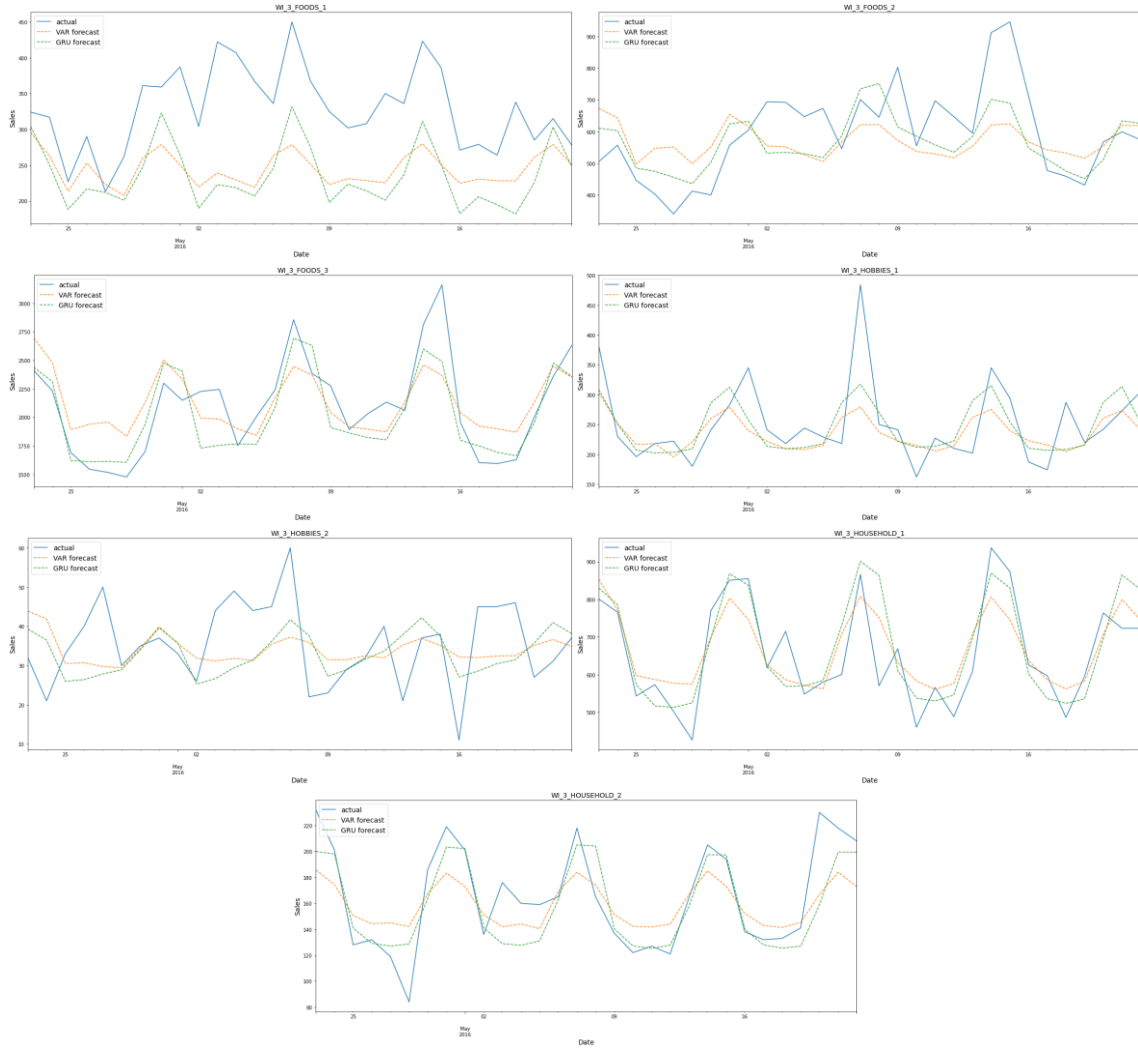 WI_3_FOODS_1
actual
VAR forecast
GRU forecast
450
400
350
300
250
200
Sales
25
02
09
16
May
2016
Date
WI_3_FOODS_2
actual
VAR forecast
GRU forecast
900
800
700
600
500
400
Sales
25
02
09
16
May
2016
Date
WI_3_FOODS_3
actual
VAR forecast
GRU forecast
3000
2750
2500
2250
2000
1750
1500
Sales
25
02
09
16
May
2016
Date
WI_3_HOBBIES_1
actual
VAR forecast
GRU forecast
500
450
400
350
300
250
200
150
Sales
25
02
09
16
May
2016
Date
WI_3_HOBBIES_2
actual
VAR forecast
GRU forecast
60
50
40
30
20
10
Sales
25
02
09
16
May
2016
Date
WI_3_HOUSEHOLD_1
actual
VAR forecast
GRU forecast
900
800
700
600
500
Sales
25
02
09
16
May
2016
Date
WI_3_HOUSEHOLD_2
actual
VAR forecast
GRU forecast
220
200
180
160
140
120
100
80
Sales
25
02
09
16
May
2016
Date